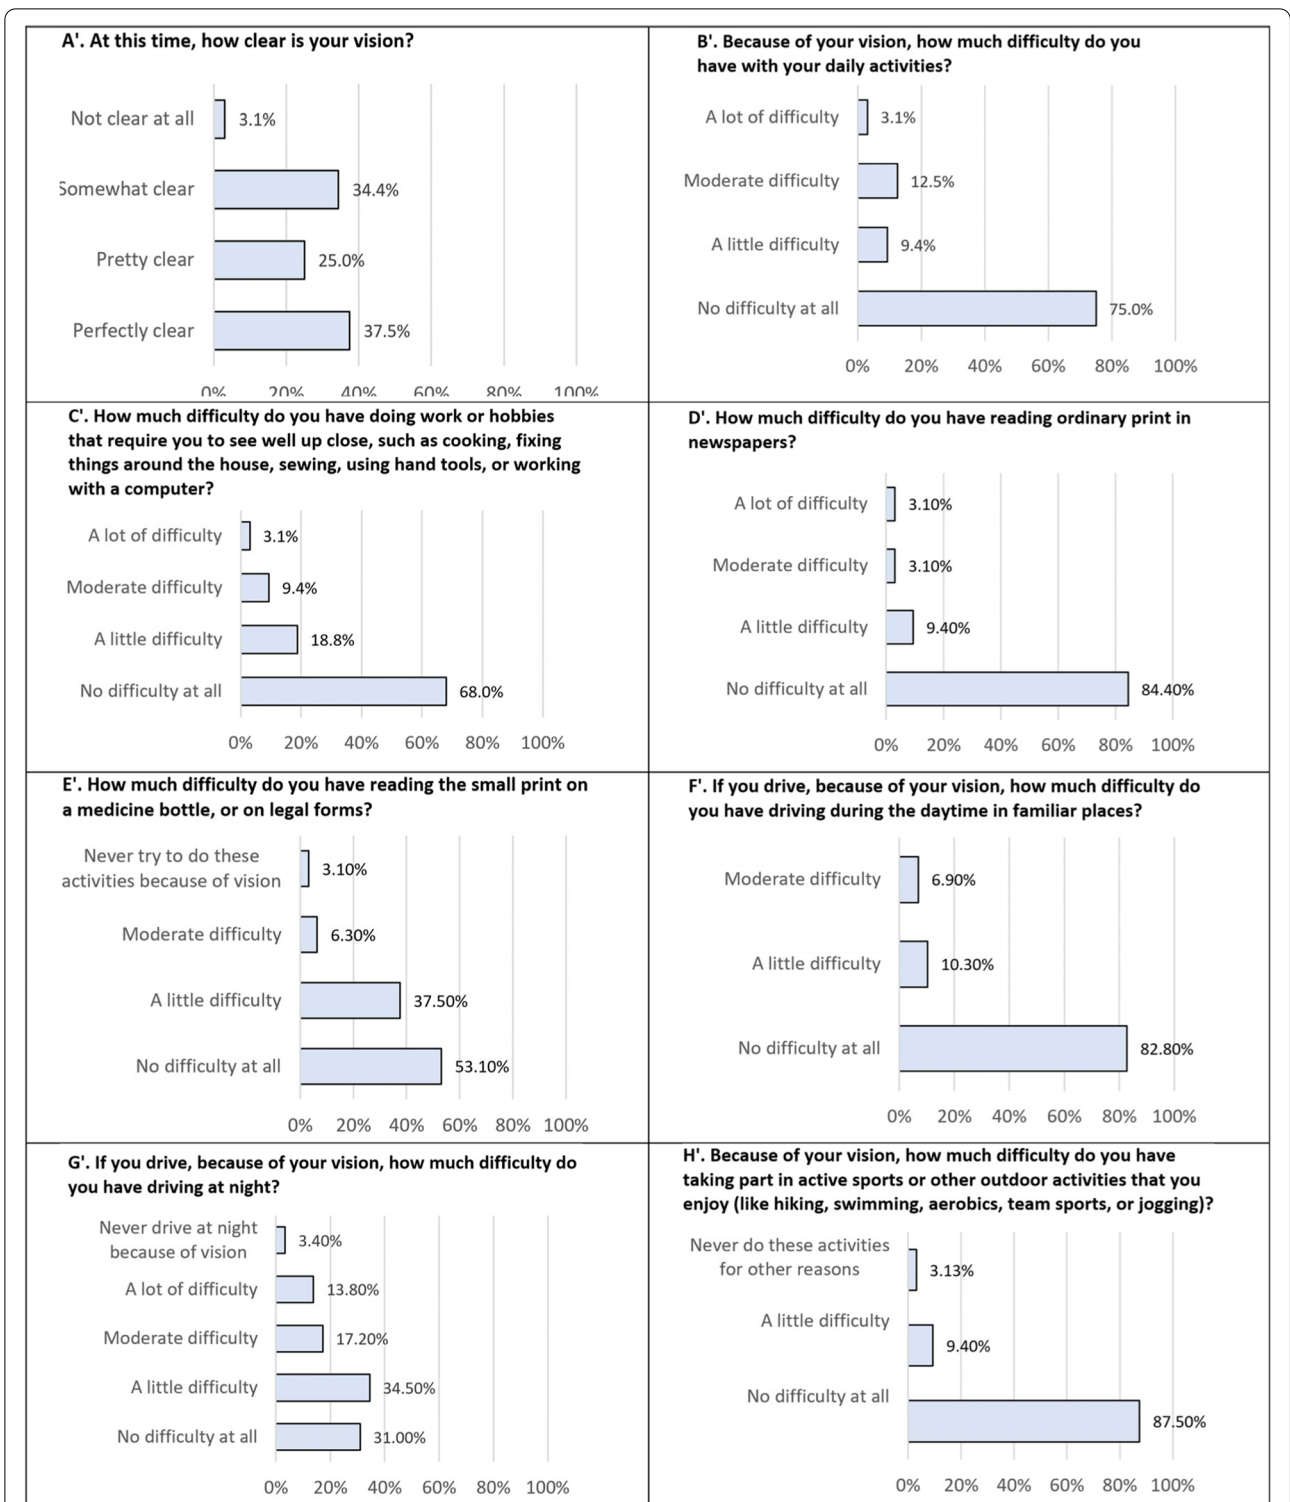 A'. At this time, how clear is your vision?
Not clear at all
3.1%
Somewhat clear
34.4%
Pretty clear
25.0%
Perfectly clear
37.5%
0% 20% 40% 60% 80% 100%
B'. Because of your vision, how much difficulty do you
have with your daily activities?
A lot of difficulty
3.1%
Moderate difficulty
12.5%
A little difficulty
9.4%
No difficulty at all
75.0%
0% 20% 40% 60% 80% 100%
C'. How much difficulty do you have doing work or hobbies
that require you to see well up close, such as cooking, fixing
things around the house, sewing, using hand tools, or working
with a computer?
A lot of difficulty
3.1%
Moderate difficulty
9.4%
A little difficulty
18.8%
No difficulty at all
68.0%
0% 20% 40% 60% 80% 100%
D'. How much difficulty do you have reading ordinary print in
newspapers?
A lot of difficulty
3.10%
Moderate difficulty
3.10%
A little difficulty
9.40%
No difficulty at all
84.40%
0% 20% 40% 60% 80% 100%
E'. How much difficulty do you have reading the small print on
a medicine bottle, or on legal forms?
Never try to do these
activities because of vision
3.10%
Moderate difficulty
6.30%
A little difficulty
37.50%
No difficulty at all
53.10%
0% 20% 40% 60% 80% 100%
F'. If you drive, because of your vision, how much difficulty do
you have driving during the daytime in familiar places?
Moderate difficulty
6.90%
A little difficulty
10.30%
No difficulty at all
82.80%
0% 20% 40% 60% 80% 100%
G'. If you drive, because of your vision, how much difficulty do
you have driving at night?
Never drive at night
because of vision
3.40%
A lot of difficulty
13.80%
Moderate difficulty
17.20%
A little difficulty
34.50%
No difficulty at all
31.00%
0% 20% 40% 60% 80% 100%
H'. Because of your vision, how much difficulty do you have
taking part in active sports or other outdoor activities that you
enjoy (like hiking, swimming, aerobics, team sports, or jogging)?
Never do these activities
for other reasons
3.13%
A little difficulty
9.40%
No difficulty at all
87.50%
0% 20% 40% 60% 80% 100%